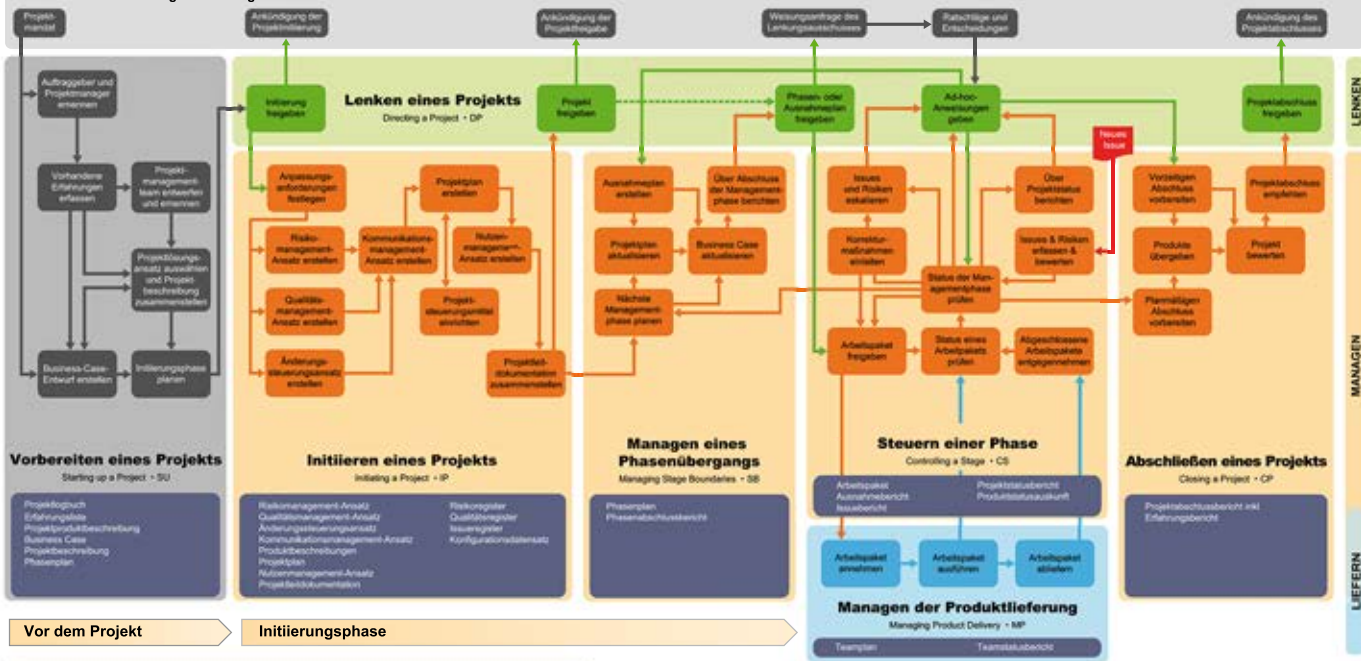 Projekt-
mandat
Ankündigung der
Projektinitiierung
Ankündigung der
Projektfreigabe
Weisungsanfrage des
Lenkungsausschusses
Ratschläge und
Entscheidungen
Ankündigung des
Projektabschlusses
Auftraggeber und
Projektmanager
ernennen
Initiierung
freigeben
Lenken eines Projekts
Directing a Project • DP
Projekt
freigeben
Phasen- oder
Ausnahmeplan
freigeben
Ad-hoc-
Anweisungen
geben
Projektabschluss
freigeben
LENKEN
Neues
Issue
Vorhandene
Erfahrungen
erfassen
Projekt-
management-
team entwerfen
und ernennen
Projektlösungs-
ansatz auswählen
und Projekt
beschreibung
zusammenstellen
Business-Case-
Entwurf erstellen
Initiierungsphase
planen
Anpassungs-
anforderungen
festlegen
Projektplan
erstellen
Risiko-
management-
Ansatz erstellen
Kommunikations-
management-
Ansatz erstellen
Nutzen-
management-
Ansatz erstellen
Qualitäts-
management-
Ansatz erstellen
Projekt-
steuerungsmittel
einrichten
Änderungs-
steuerungsansatz
erstellen
Projektleit-
dokumentation
zusammenstellen
Ausnahmeplan
erstellen
Über Abschluss
der Management-
phase berichten
Projektplan
aktualisieren
Business Case
aktualisieren
Nächste
Management-
phase planen
Issues
und Risiken
eskalieren
Über
Projektstatus
berichten
Korrektur-
maßnahmen
einleiten
Issues & Risiken
erfassen &
bewerten
Status der Man-
agementphase
prüfen
Arbeitspaket
freigeben
Status eines
Arbeitpakets
prüfen
Abgeschlossene
Arbeitspakete
entgegennehmen
Vorzeitigen
Abschluss
vorbereiten
Projektabschluss
empfehlen
Produkte
übergeben
Projekt
bewerten
Planmäßigen
Abschluss
vorbereiten
MANAGEN
Vorbereiten eines Projekts
Starting up a Project • SU
Projektlogbuch
Erfahrungsliste
Projektproduktbeschreibung
Business Case
Projektbeschreibung
Phasenplan
Initiieren eines Projekts
Initiating a Project • IP
Risikomanagement-Ansatz
Qualitätsmanagement-Ansatz
Änderungssteuerungsansatz
Kommunikationsmanagement-Ansatz
Produktbeschreibungen
Projektplan
Nutzenmanagement-Ansatz
Projektleitdokumentation
Risikoregister
Qualitätsregister
Issueregister
Konfigurationsdatensatz
Managen eines
Phasenübergangs
Managing Stage Boundaries • SB
Phasenplan
Phasenabschlussbericht
Steuern einer Phase
Controlling a Stage • CS
Arbeitspaket
Ausnahmebericht
Issuebericht
Projektstatusbericht
Produktstatusauskunft
Abschließen eines Projekts
Closing a Project • CP
Projektabschlussbericht inkl
Erfahrungsbericht
Arbeitspaket
annehmen
Arbeitspaket
ausführen
Arbeitspaket
abliefern
Managen der Produktlieferung
Managing Product Delivery • MP
Teamplan
Teamstatusbericht
LIEFERN
Vor dem Projekt
Initiierungsphase